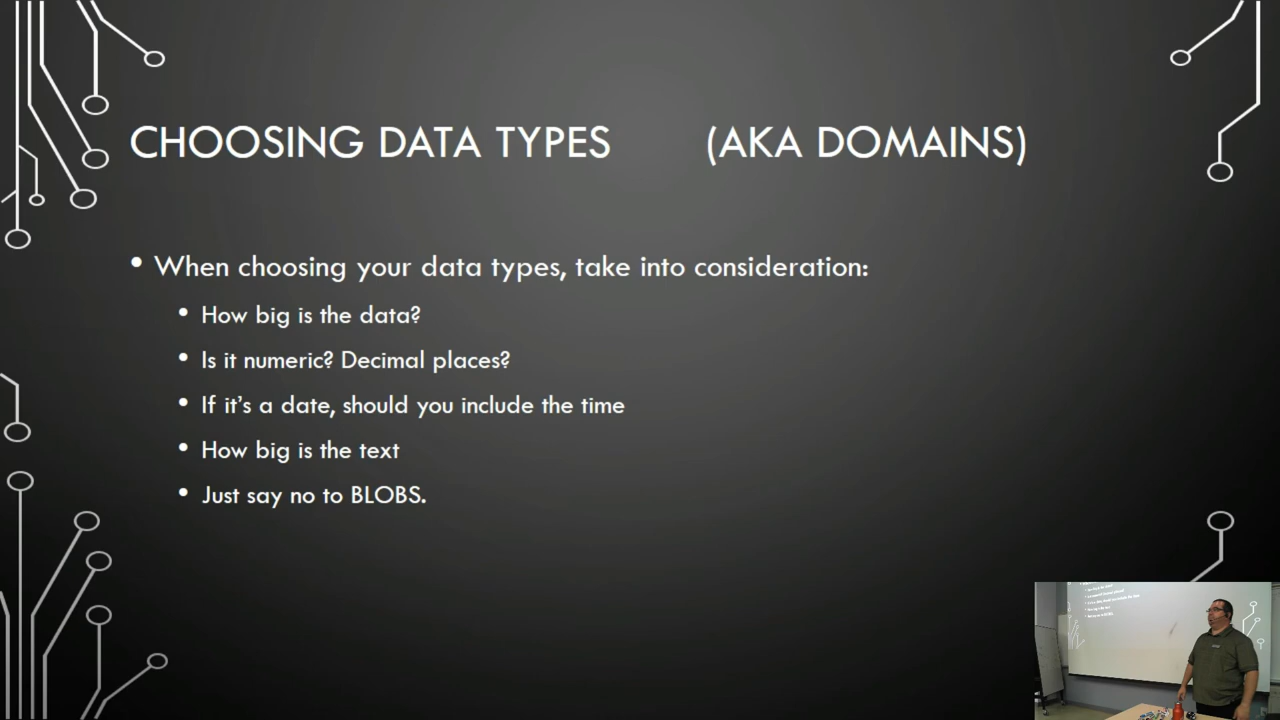 CHOOSING DATA TYPES (AKA DOMAINS)
• When choosing your data types, take into consideration:
• How big is the data?
• Is it numeric? Decimal places?
• If it's a date, should you include the time
• How big is the text
• Just say no to BLOBS.